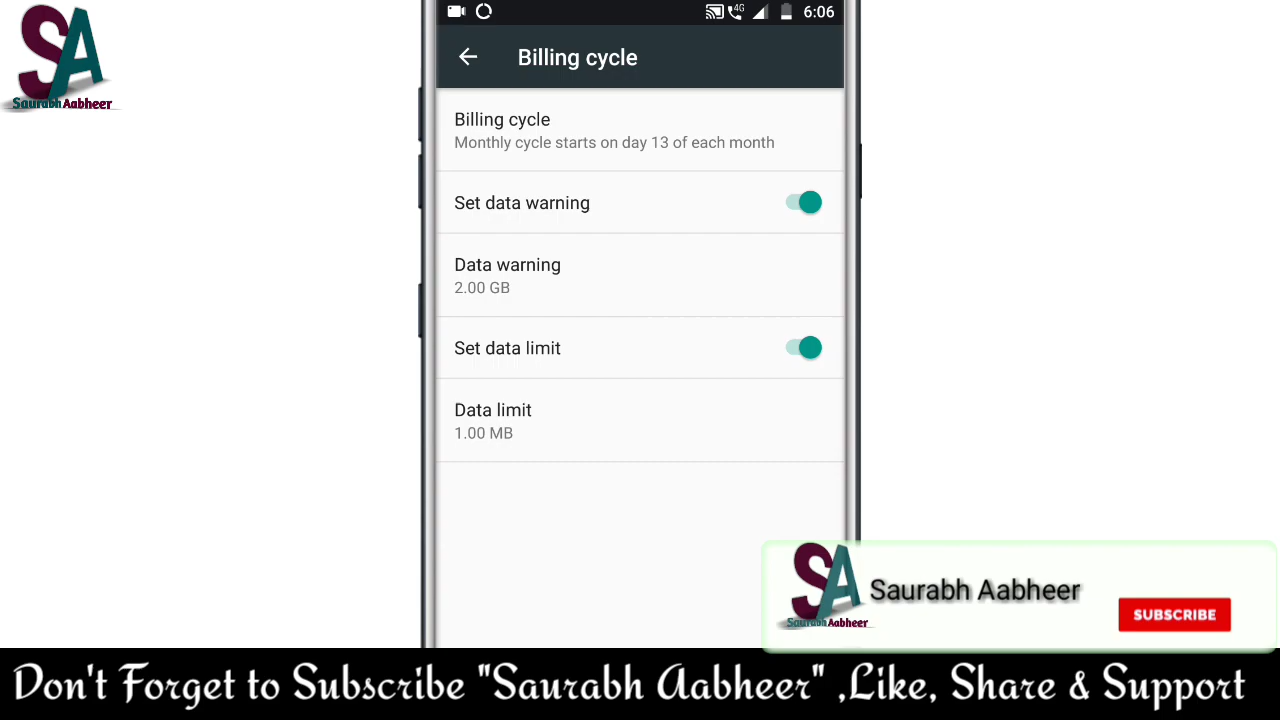 SA
Saurabh Aabheer
4G 6:06
Billing cycle
Billing cycle
Monthly cycle starts on day 13 of each month
Set data warning
Data warning
2.00 GB
Set data limit
Data limit
1.00 MB
SA
Saurabh Aabheer
Saurabh Aabheer
SUBSCRIBE
Don't Forget to Subscribe "Saurabh Aabheer" ,Like, Share & Support